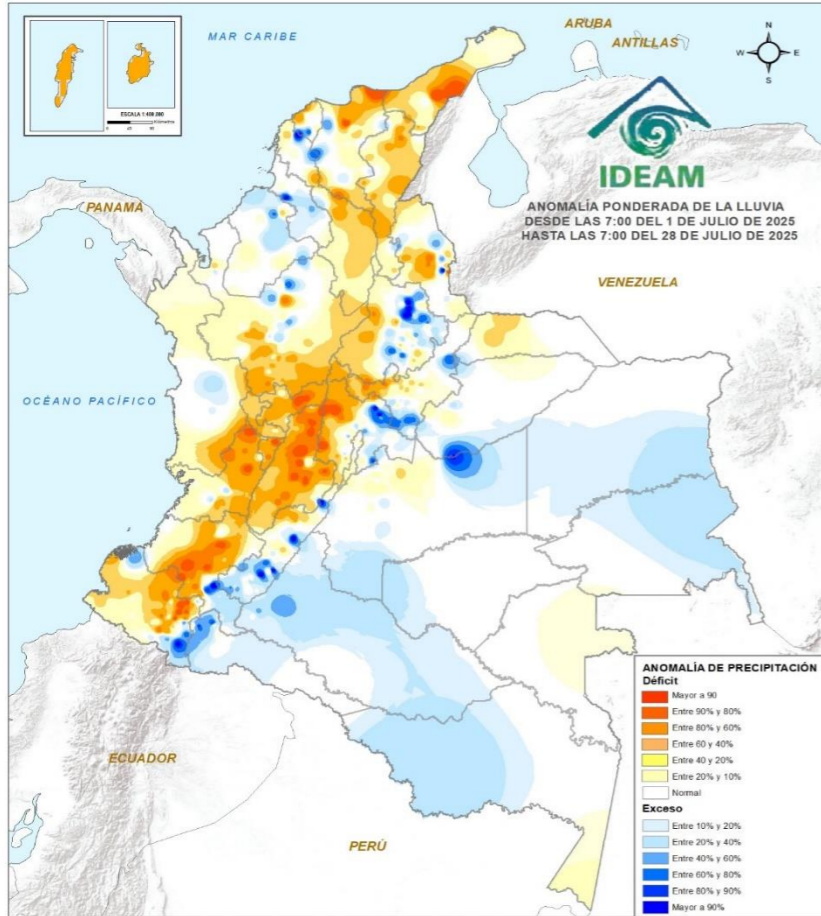 MAR CARIBE
ARUBA
ANTILLAS
N
W
E
S
ESCALA 1:400.000
IDEAM
ANOMALÍA PONDERADA DE LA LLUVIA
DESDE LAS 7:00 DEL 1 DE JULIO DE 2025
HASTA LAS 7:00 DEL 28 DE JULIO DE 2025
PANAMÁ
VENEZUELA
OCÉANO PACÍFICO
ECUADOR
PERÚ
ANOMALÍA DE PRECIPITACIÓN
Déficit
Mayor a 90
Entre 90% y 80%
Entre 80% y 60%
Entre 60 y 40%
Entre 40 y 20%
Entre 20% y 10%
Normal
Exceso
Entre 10% y 20%
Entre 20% y 40%
Entre 40% y 60%
Entre 60% y 80%
Entre 80% y 90%
Mayor a 90%